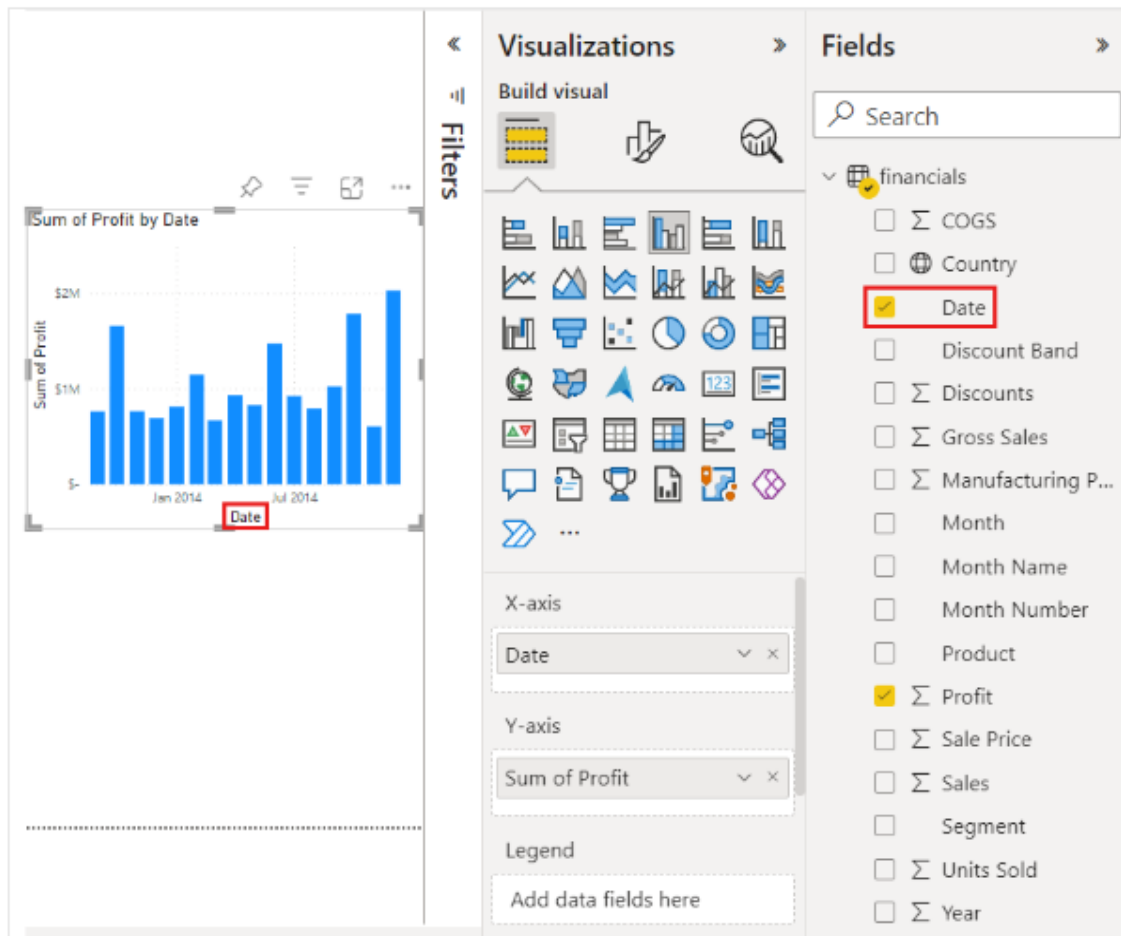 Filters
Sum of Profit by Date
$2M
$1M
$-
Sum of Profit
Jan 2014
Jul 2014
Date
Visualizations
Build visual
123
X-axis
Date
Y-axis
Sum of Profit
Legend
Add data fields here
Fields
Search
financials
COGS
Country
Date
Discount Band
Discounts
Gross Sales
Manufacturing P...
Month
Month Name
Month Number
Product
Profit
Sale Price
Sales
Segment
Units Sold
Year